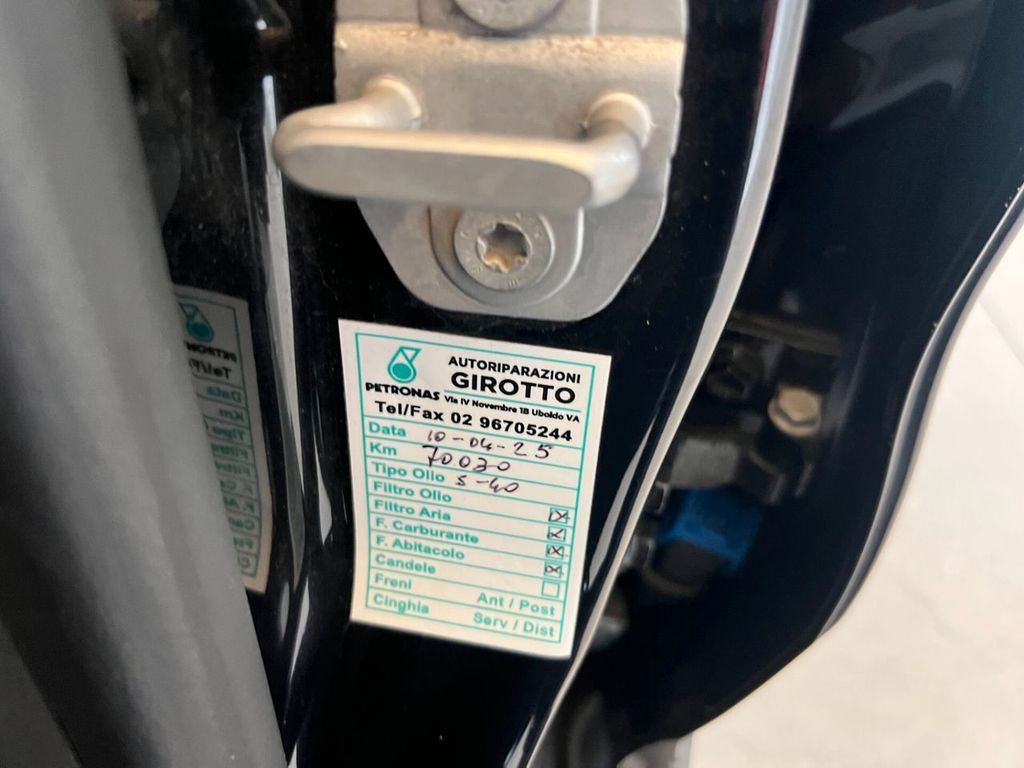 AUTORIPARAZIONI
GIROTTO
PETRONAS Via IV Novembre 18 Uboldo VA
Tel/Fax 02 96705244
Data 10-04-25
Km 70030
Tipo Olio 5-40
Filtro Olio
Filtro Aria
F. Carburante
F. Abitacolo
Candele
Freni Ant / Post
Cinghia Serv / Dist